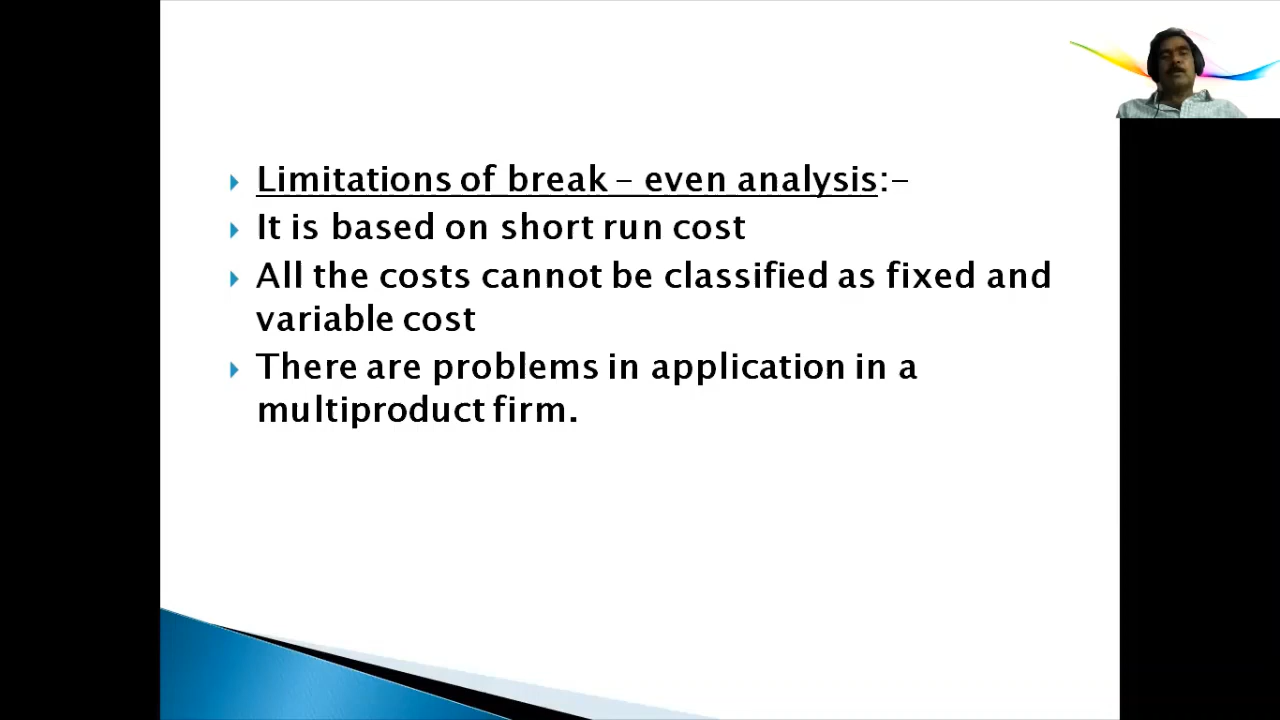 Limitations of break – even analysis:–
It is based on short run cost
All the costs cannot be classified as fixed and
variable cost
There are problems in application in a
multiproduct firm.